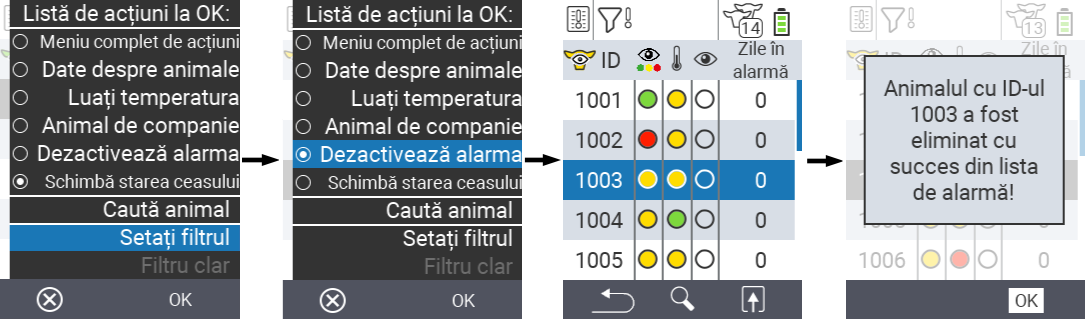 Listă de acțiuni la OK:
Meniu complet de acțiuni
Date despre animale
Luați temperatura
Animal de companie
Dezactivează alarma
Schimbă starea ceasului
Caută animal
Setați filtrul
Filtru clar
OK
Listă de acțiuni la OK:
Meniu complet de acțiuni
Date despre animale
Luați temperatura
Animal de companie
Dezactivează alarma
Schimbă starea ceasului
Caută animal
Setați filtrul
Filtru clar
OK
14
ID Zile în
alarmă
1001 0
1002 0
1003 0
1004 0
1005 0
13
ID Zile în
Animalul cu ID-ul
1003 a fost
eliminat cu
succes din lista
de alarmă!
1006 0
OK